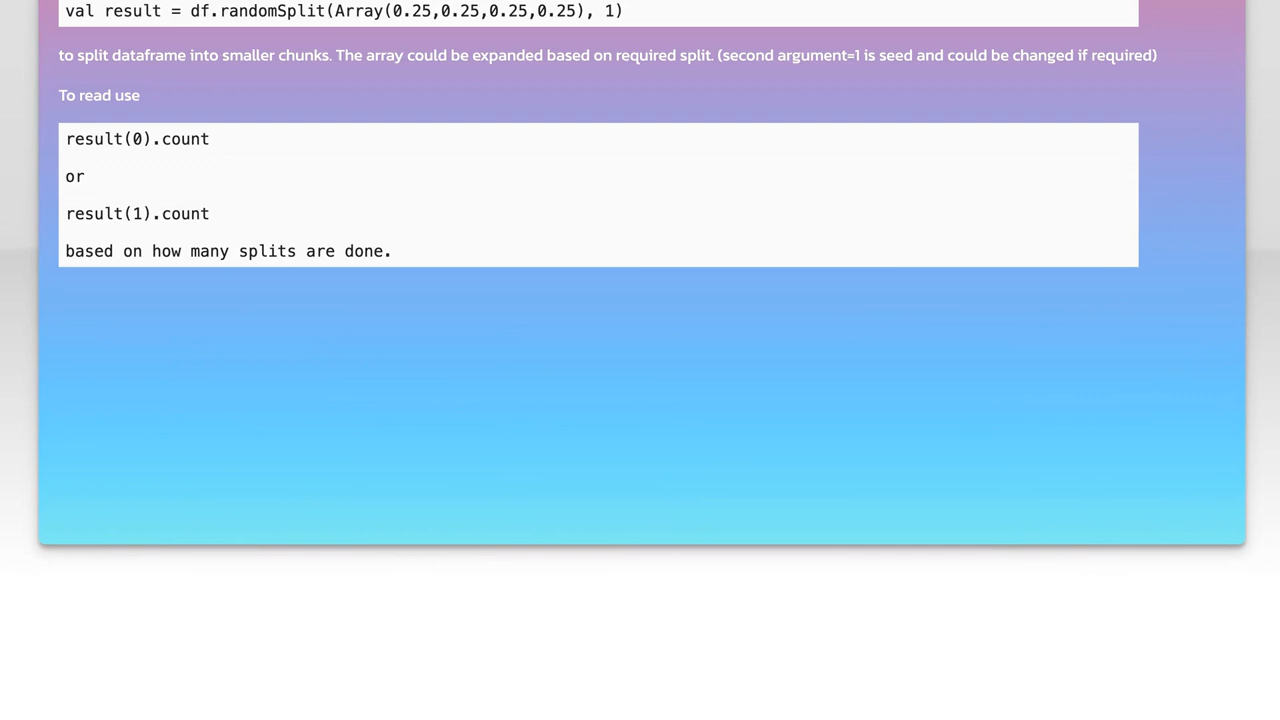 val result = df.randomSplit(Array(0.25,0.25,0.25,0.25), 1)
to split dataframe into smaller chunks. The array could be expanded based on required split. (second argument=1 is seed and could be changed if required)
To read use
result(0).count
or
result(1).count
based on how many splits are done.